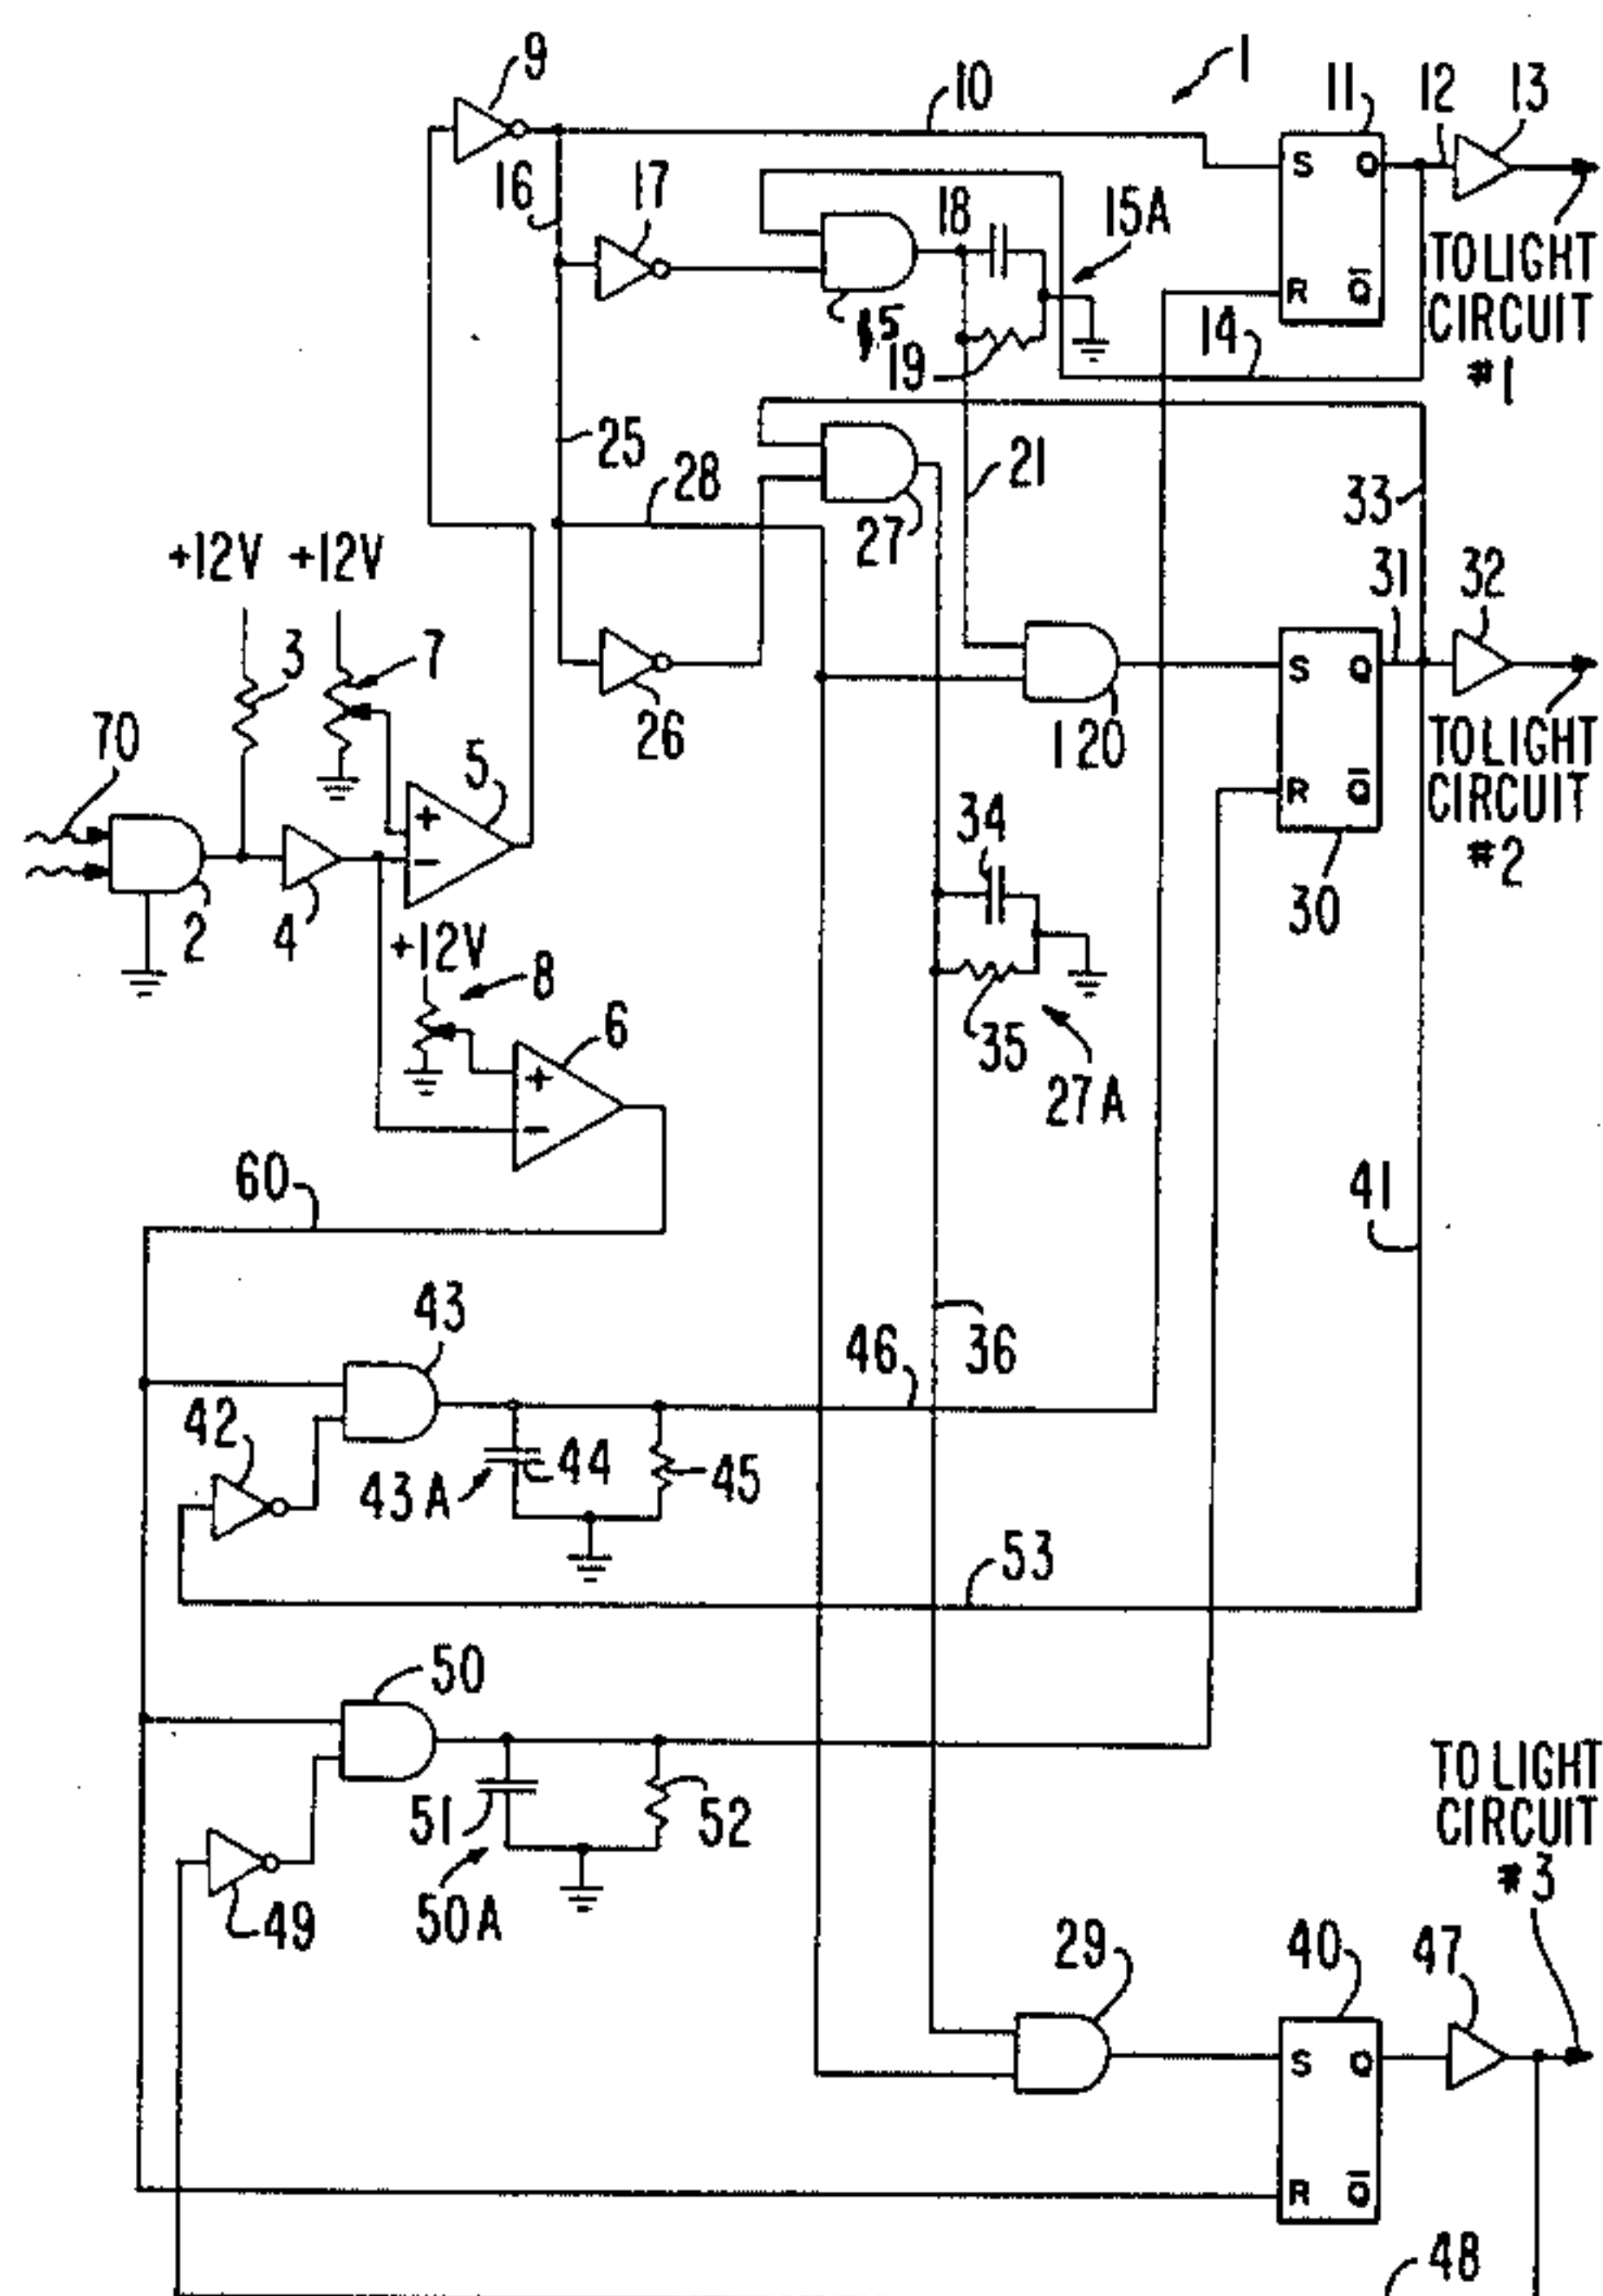 9
10
1
11
12
13
16
17
18
15A
S
Q
R
Q̅
TO LIGHT
CIRCUIT
#1
15
19
14
25
28
27
21
33
+12V
+12V
3
7
31
32
70
26
120
S
Q
R
Q̅
TO LIGHT
CIRCUIT
#2
5
+
−
2
4
34
30
+12V
8
6
35
27A
+
−
60
41
43
46
36
42
43A
44
45
53
50
51
52
TO LIGHT
CIRCUIT
#3
49
50A
29
40
47
S
Q
R
Q̅
48